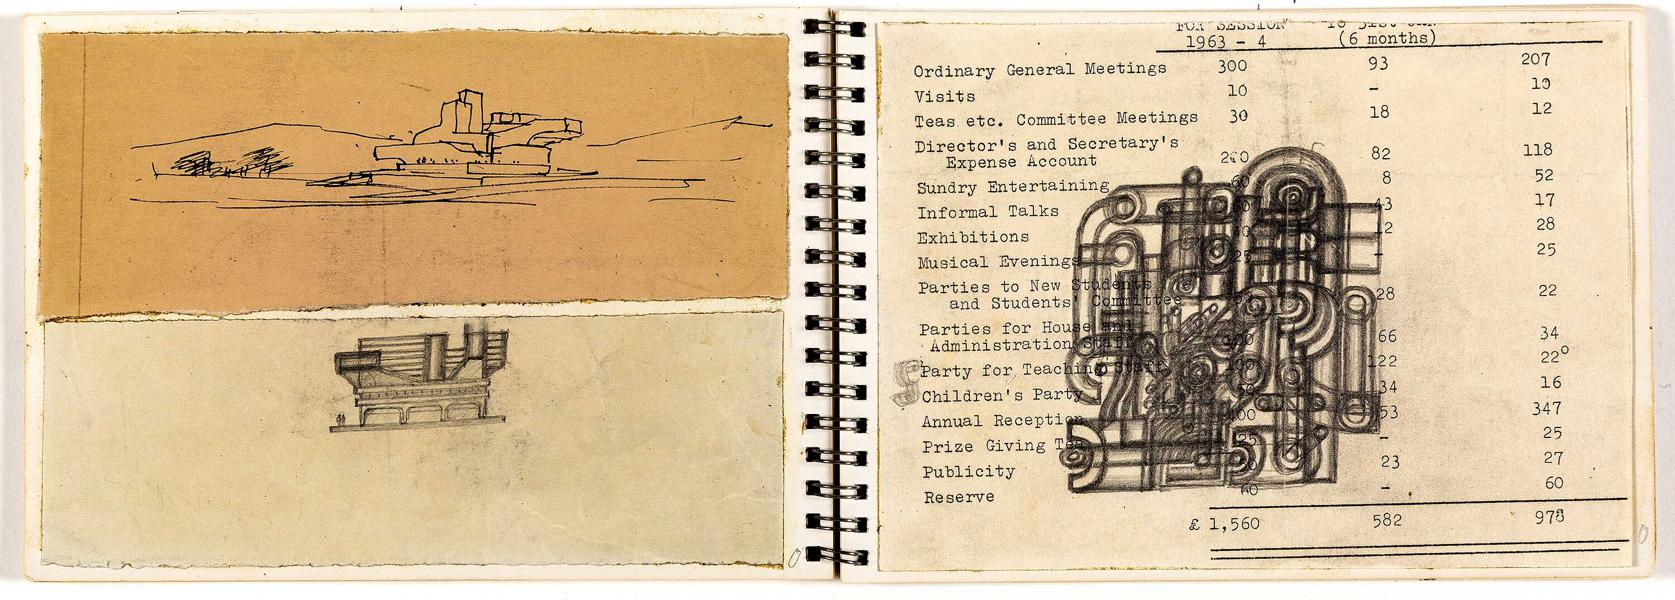 FOR SESSION TO 31ST JAN
1963 - 4 (6 months)
Ordinary General Meetings 300 93 207
Visits 10 - 10
Teas etc. Committee Meetings 30 18 12
Director's and Secretary's
Expense Account 200 82 118
Sundry Entertaining 60 8 52
Informal Talks 43 17
Exhibitions 12 28
Musical Evenings 25 - 25
Parties to New Students
and Students' Committee 28 22
Parties for House and
Administration Staff 100 66 34
Party for Teaching Staff 100 122 22
Children's Party 50 34 16
Annual Reception 400 53 347
Prize Giving Tea 25 - 25
Publicity 23 27
Reserve 60 - 60
£ 1,560 582 978